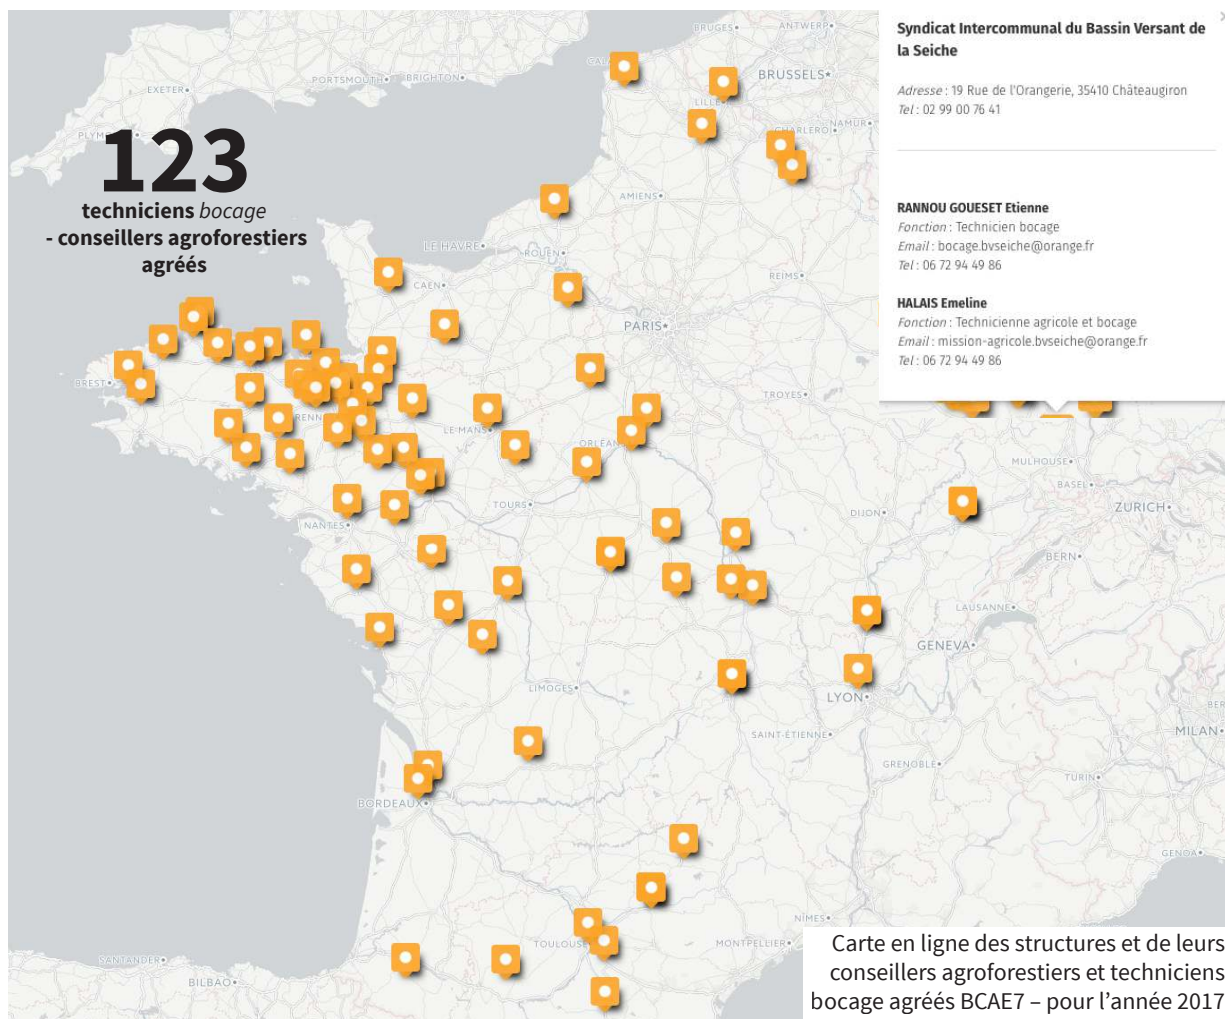 123
techniciens bocage
- conseillers agroforestiers
agréés
Syndicat Intercommunal du Bassin Versant de
la Seiche
Adresse : 19 Rue de l'Orangerie, 35410 Châteaugiron
Tel : 02 99 00 76 41
RANNOU GOUESET Etienne
Fonction : Technicien bocage
Email : bocage.bvseiche@orange.fr
Tel : 06 72 94 49 86
HALAIS Emeline
Fonction : Technicienne agricole et bocage
Email : mission-agricole.bvseiche@orange.fr
Tel : 06 72 94 49 86
BRUGES
ANTWERP
BRUSSELS
EXETER
PORTSMOUTH
BRIGHTON
LILLE
NAMUR
CHARLEROI
AMIENS
LE HAVRE
ROUEN
CAEN
REIMS
PARIS
BREST
TROYES
LE MANS
ORLÉANS
MULHOUSE
BASEL
ZURICH
TOURS
DIJON
NANTES
BERN
LAUSANNE
GENEVA
LIMOGES
LYON
MILAN
SAINT-ÉTIENNE
GRENOBLE
TURIN
BORDEAUX
GENOA
NÎMES
TOULOUSE
MONTPELLIER
SANTANDER
BILBAO
Carte en ligne des structures et de leurs
conseillers agroforestiers et techniciens
bocage agréés BCAE7 – pour l’année 2017